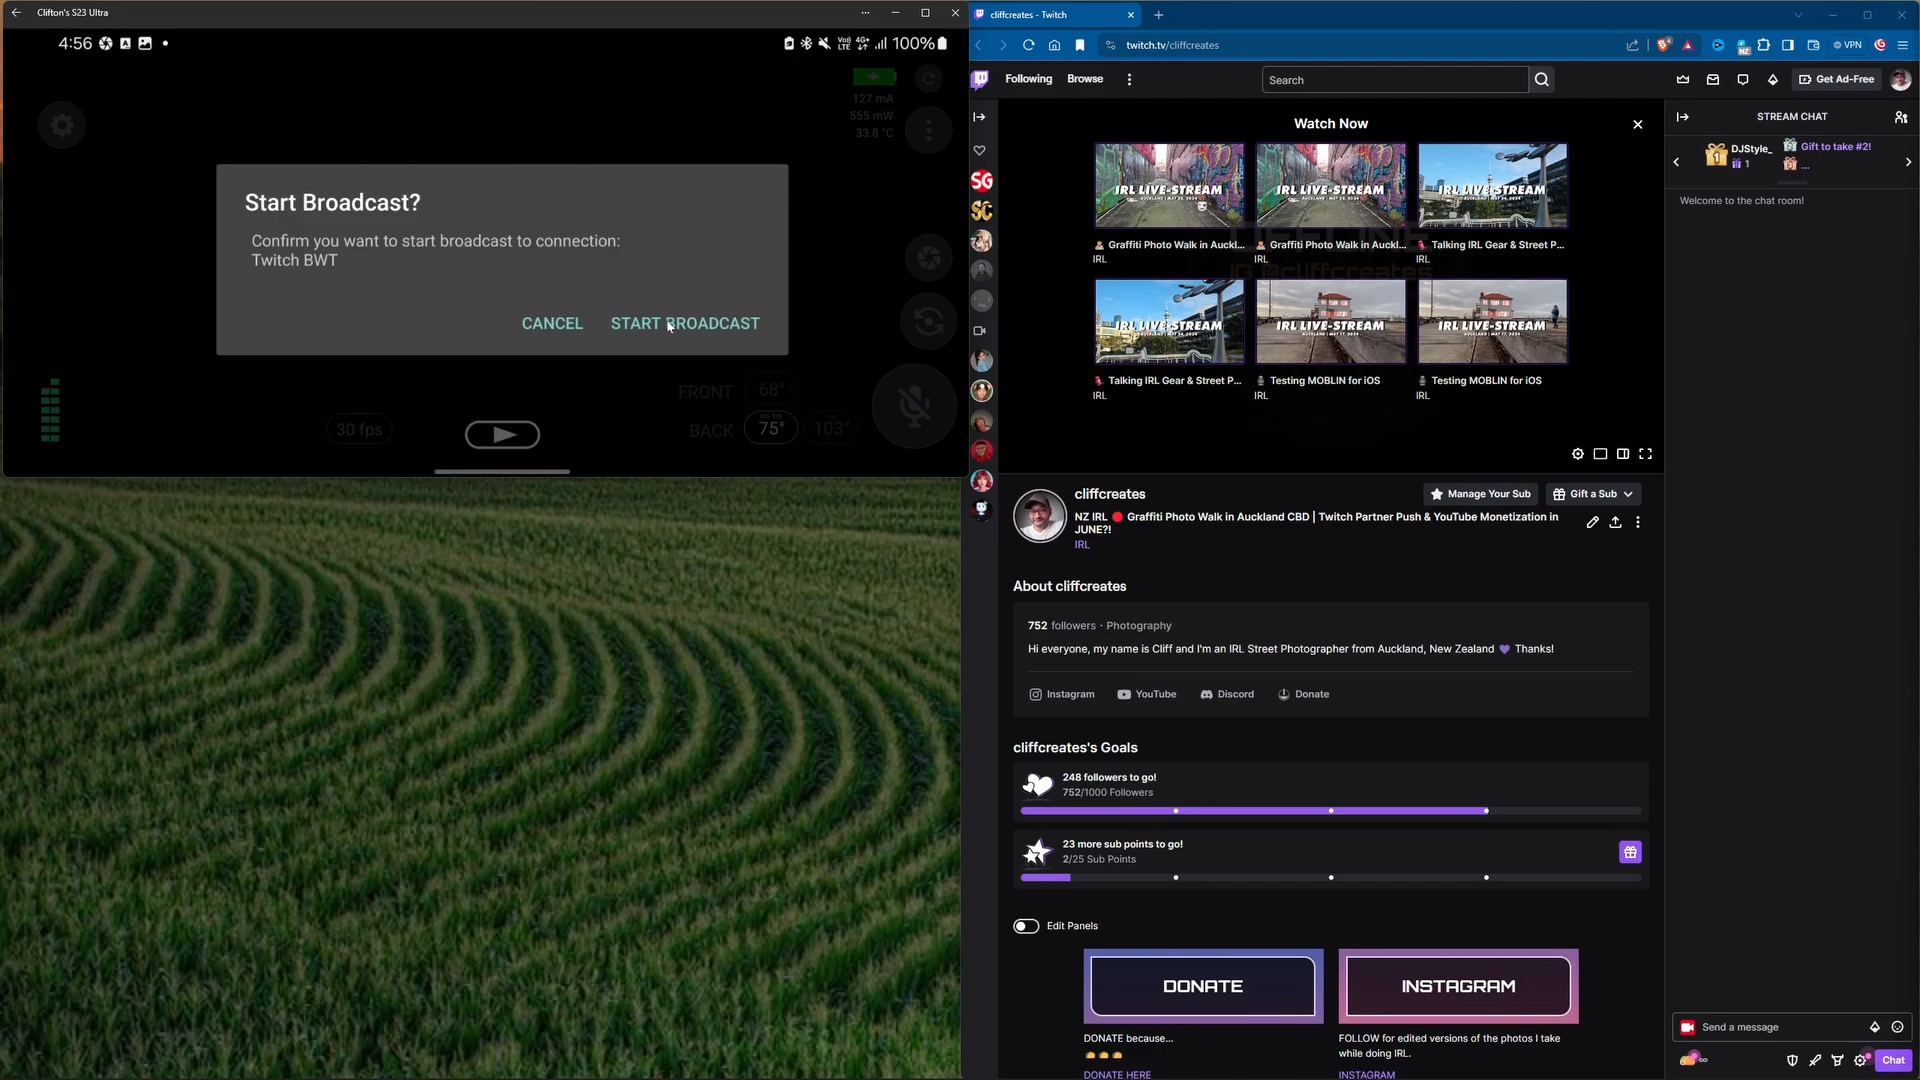 Clifton's S23 Ultra
4:56
VoLTE 4G+ 100%
127 mA
555 mW
33.8 °C
Start Broadcast?
Confirm you want to start broadcast to connection:
Twitch BWT
CANCEL START BROADCAST
FRONT 68°
30 fps
BACK 75° 103°
cliffcreates - Twitch
twitch.tv/cliffcreates
VPN
Following Browse
Search
Get Ad-Free
Watch Now
IRL LIVE-STREAM
IRL LIVE-STREAM
IRL LIVE-STREAM
Graffiti Photo Walk in Auckl...
IRL
Graffiti Photo Walk in Auckl...
IRL
Talking IRL Gear & Street P...
IRL
IG @cliffcreates
IRL LIVE-STREAM
IRL LIVE-STREAM
IRL LIVE-STREAM
Talking IRL Gear & Street P...
IRL
Testing MOBLIN for iOS
IRL
Testing MOBLIN for iOS
IRL
SG
SC
cliffcreates
Manage Your Sub
Gift a Sub
NZ IRL 🔴 Graffiti Photo Walk in Auckland CBD | Twitch Partner Push & YouTube Monetization in
JUNE?!
IRL
About cliffcreates
752 followers · Photography
Hi everyone, my name is Cliff and I'm an IRL Street Photographer from Auckland, New Zealand 💜 Thanks!
Instagram YouTube Discord Donate
cliffcreates's Goals
248 followers to go!
752/1000 Followers
23 more sub points to go!
2/25 Sub Points
Edit Panels
DONATE
DONATE because...
DONATE HERE
INSTAGRAM
FOLLOW for edited versions of the photos I take
while doing IRL.
INSTAGRAM
STREAM CHAT
1
DJStyle_
1
Gift to take #2!
...
Welcome to the chat room!
Send a message
Chat